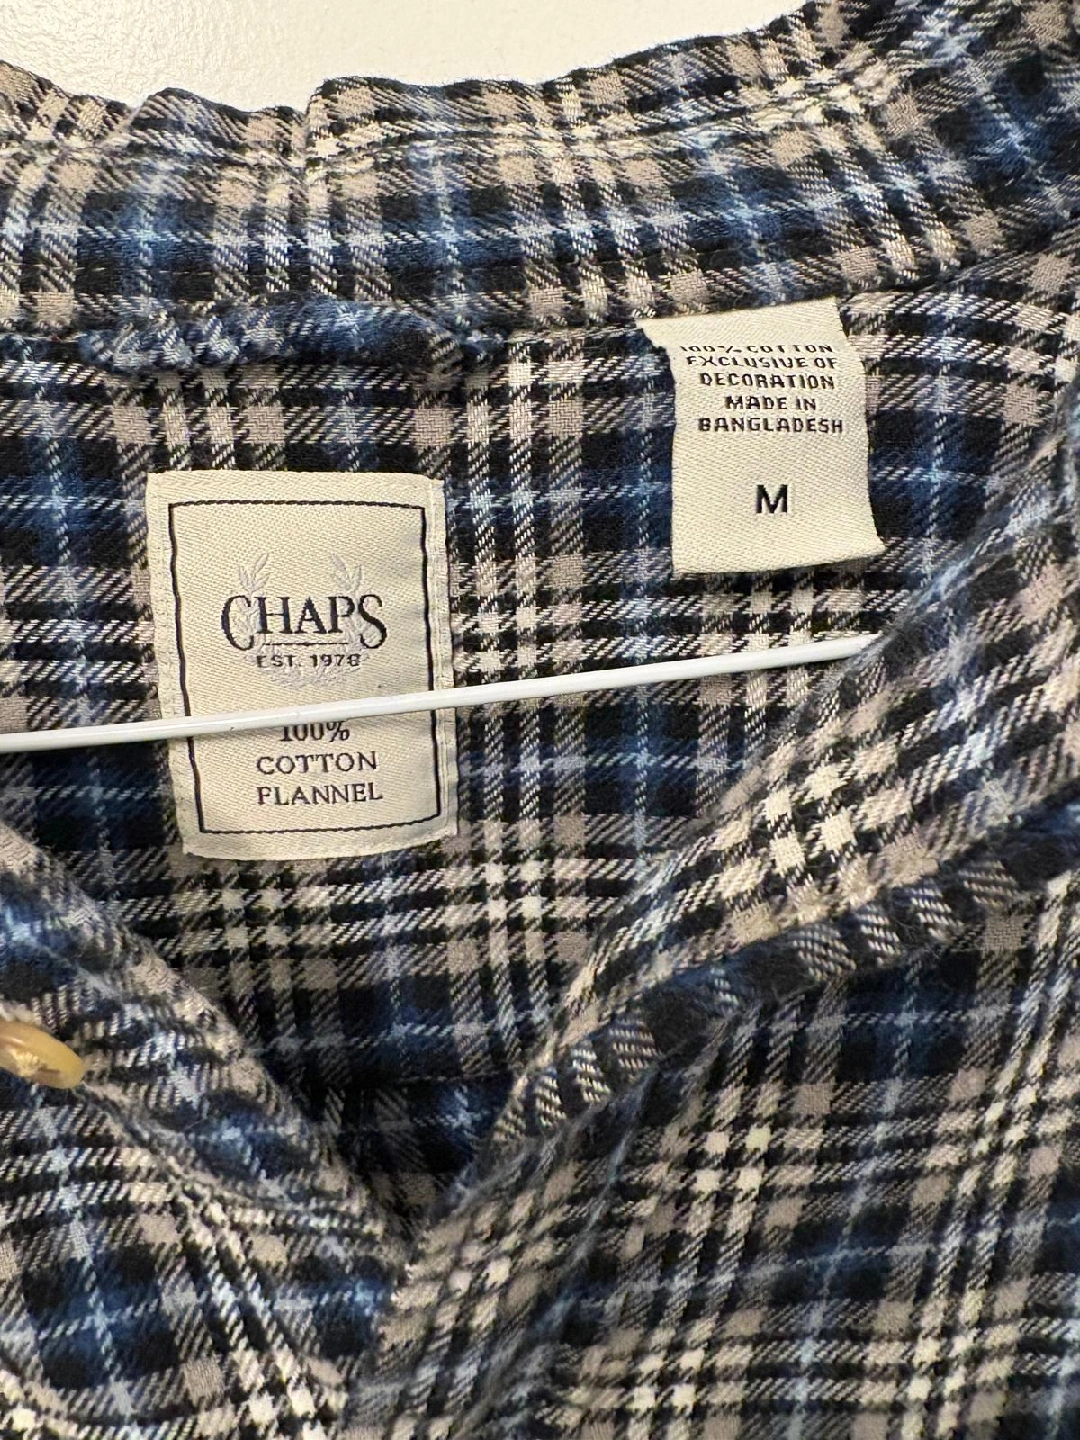 100% COTTON
EXCLUSIVE OF
DECORATION
MADE IN
BANGLADESH
M
CHAPS
EST. 1978
100%
COTTON
FLANNEL